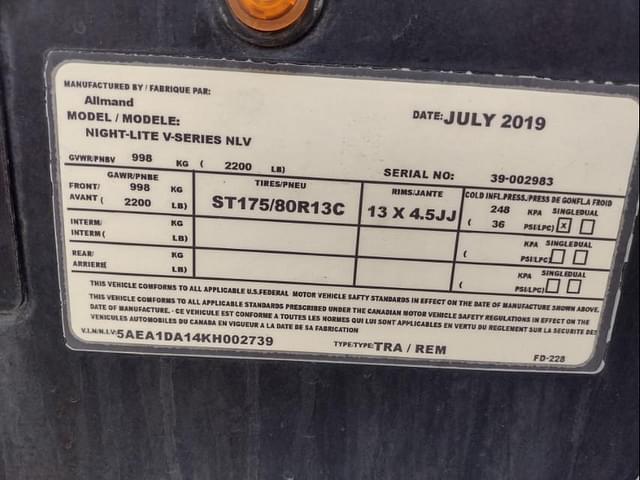 MANUFACTURED BY / FABRIQUE PAR:
Allmand
MODEL / MODELE:
NIGHT-LITE V-SERIES NLV
DATE: JULY 2019
GVWR/PNBV 998 KG ( 2200 LB)
SERIAL NO: 39-002983
GAWR/PNBE TIRES/PNEU RIMS/JANTE COLD INFL.PRESS/PRESS DE GONFLA FROID
FRONT/ 998 KG ST175/80R13C 13 X 4.5JJ 248 KPA SINGLEDUAL
AVANT ( 2200 LB) ( 36 PSI/LPC) X
INTERM/ KG KPA SINGLEDUAL
INTERM ( LB) ( PSI/LPC)
REAR/ KG KPA SINGLEDUAL
ARRIERE( LB) ( PSI/LPC)
THIS VEHICLE COMFORMS TO ALL APPLICABLE U.S.FEDERAL MOTOR VEHICLE SAFETY STANDARDS IN EFFECT ON THE DATE OF MANUFACTURE SHOWN ABOVE.
THIS VEHICLE COMFORMS TO ALL APPLICABLE STANDARDS PRESCRIBED UNDER THE CANADIAN MOTOR VEHICLE SAFETY REGULATIONS IN EFFECT ON THE
DATE OF MANUFACTURE. - CE VEHICULE EST CONFORME A TOUTES LES NORMES QUI LUI SONT APPLICABLES EN VERTU DU REGLEMENT SUR LA SECURITE DES
VEHICULES AUTOMOBILES DU CANABA EN VIGUEUR A LA DATE DE SA FABRICATION
V.I.N/N.I.V: 5AEA1DA14KH002739 TYPE/TYPE: TRA / REM
FD-228